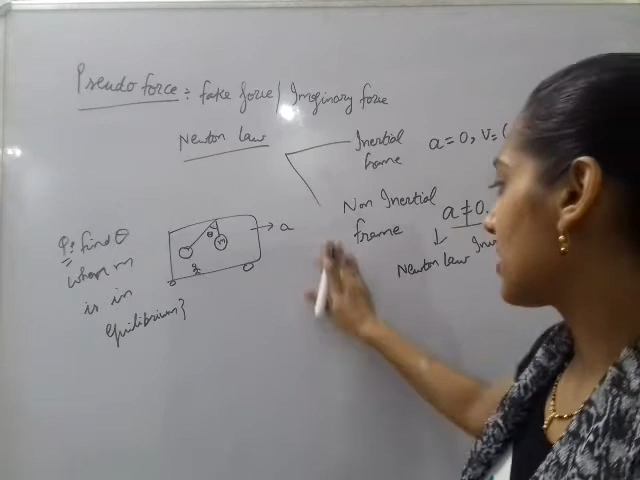 Pseudo force : fake force / Imaginary force
Newton law
Inertial
frame
a=0, v=
Non Inertial
frame
a≠0.
Newton law Inv
Q: find θ
when m
is in
equilibrium?
θ
m
a